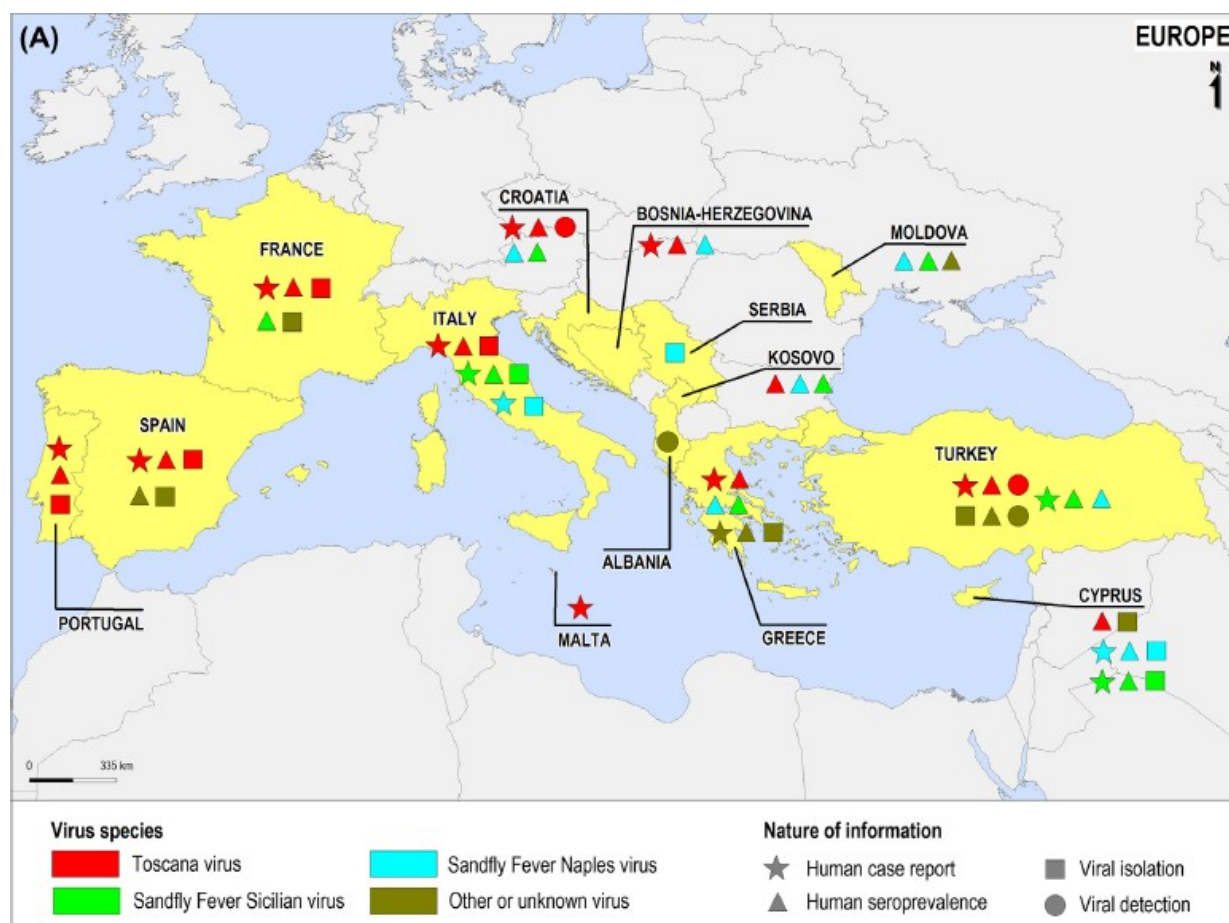 (A)
EUROPE
N
CROATIA
BOSNIA-HERZEGOVINA
MOLDOVA
FRANCE
SERBIA
ITALY
KOSOVO
SPAIN
TURKEY
ALBANIA
CYPRUS
PORTUGAL
MALTA
GREECE
0 335 km
Virus species
Toscana virus
Sandfly Fever Sicilian virus
Sandfly Fever Naples virus
Other or unknown virus
Nature of information
Human case report
Human seroprevalence
Viral isolation
Viral detection